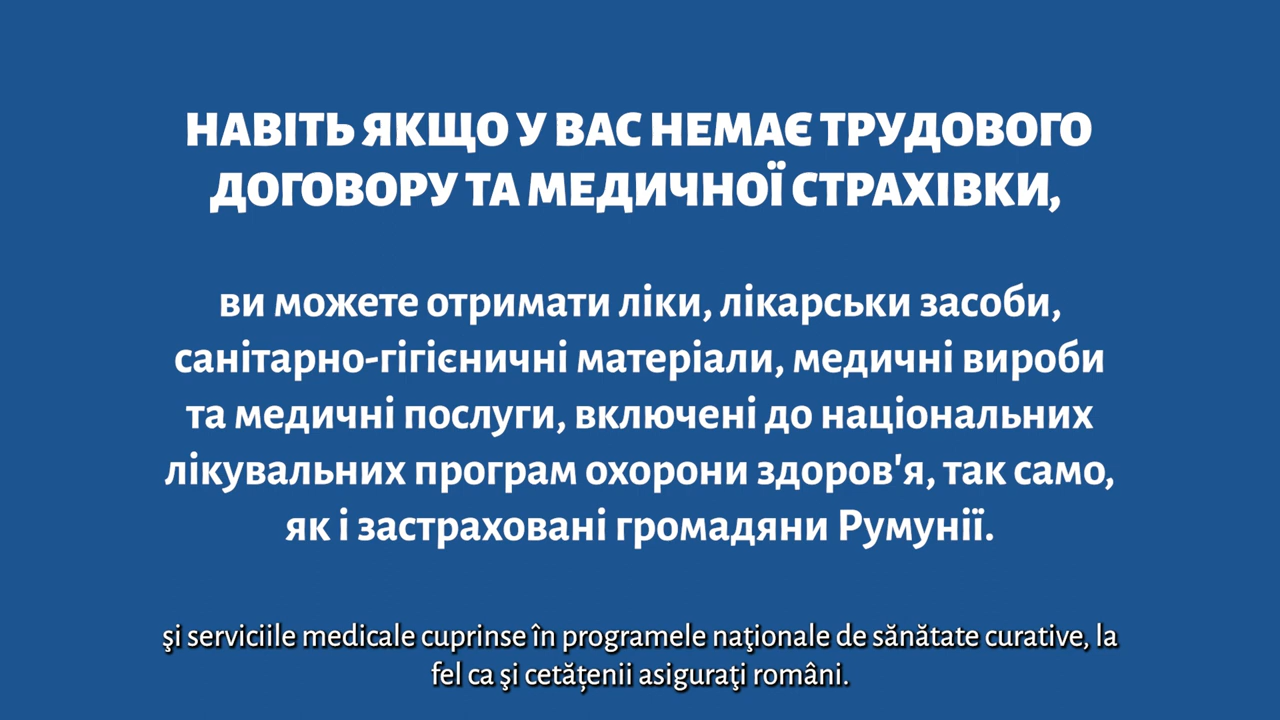 НАВІТЬ ЯКЩО У ВАС НЕМАЄ ТРУДОВОГО
ДОГОВОРУ ТА МЕДИЧНОЇ СТРАХІВКИ,
ви можете отримати ліки, лікарськи засоби,
санітарно-гігієничні матеріали, медичні вироби
та медичні послуги, включені до національних
лікувальних програм охорони здоров'я, так само,
як і застраховані громадяни Румунії.
şi serviciile medicale cuprinse în programele naţionale de sănătate curative, la
fel ca şi cetățenii asiguraţi români.